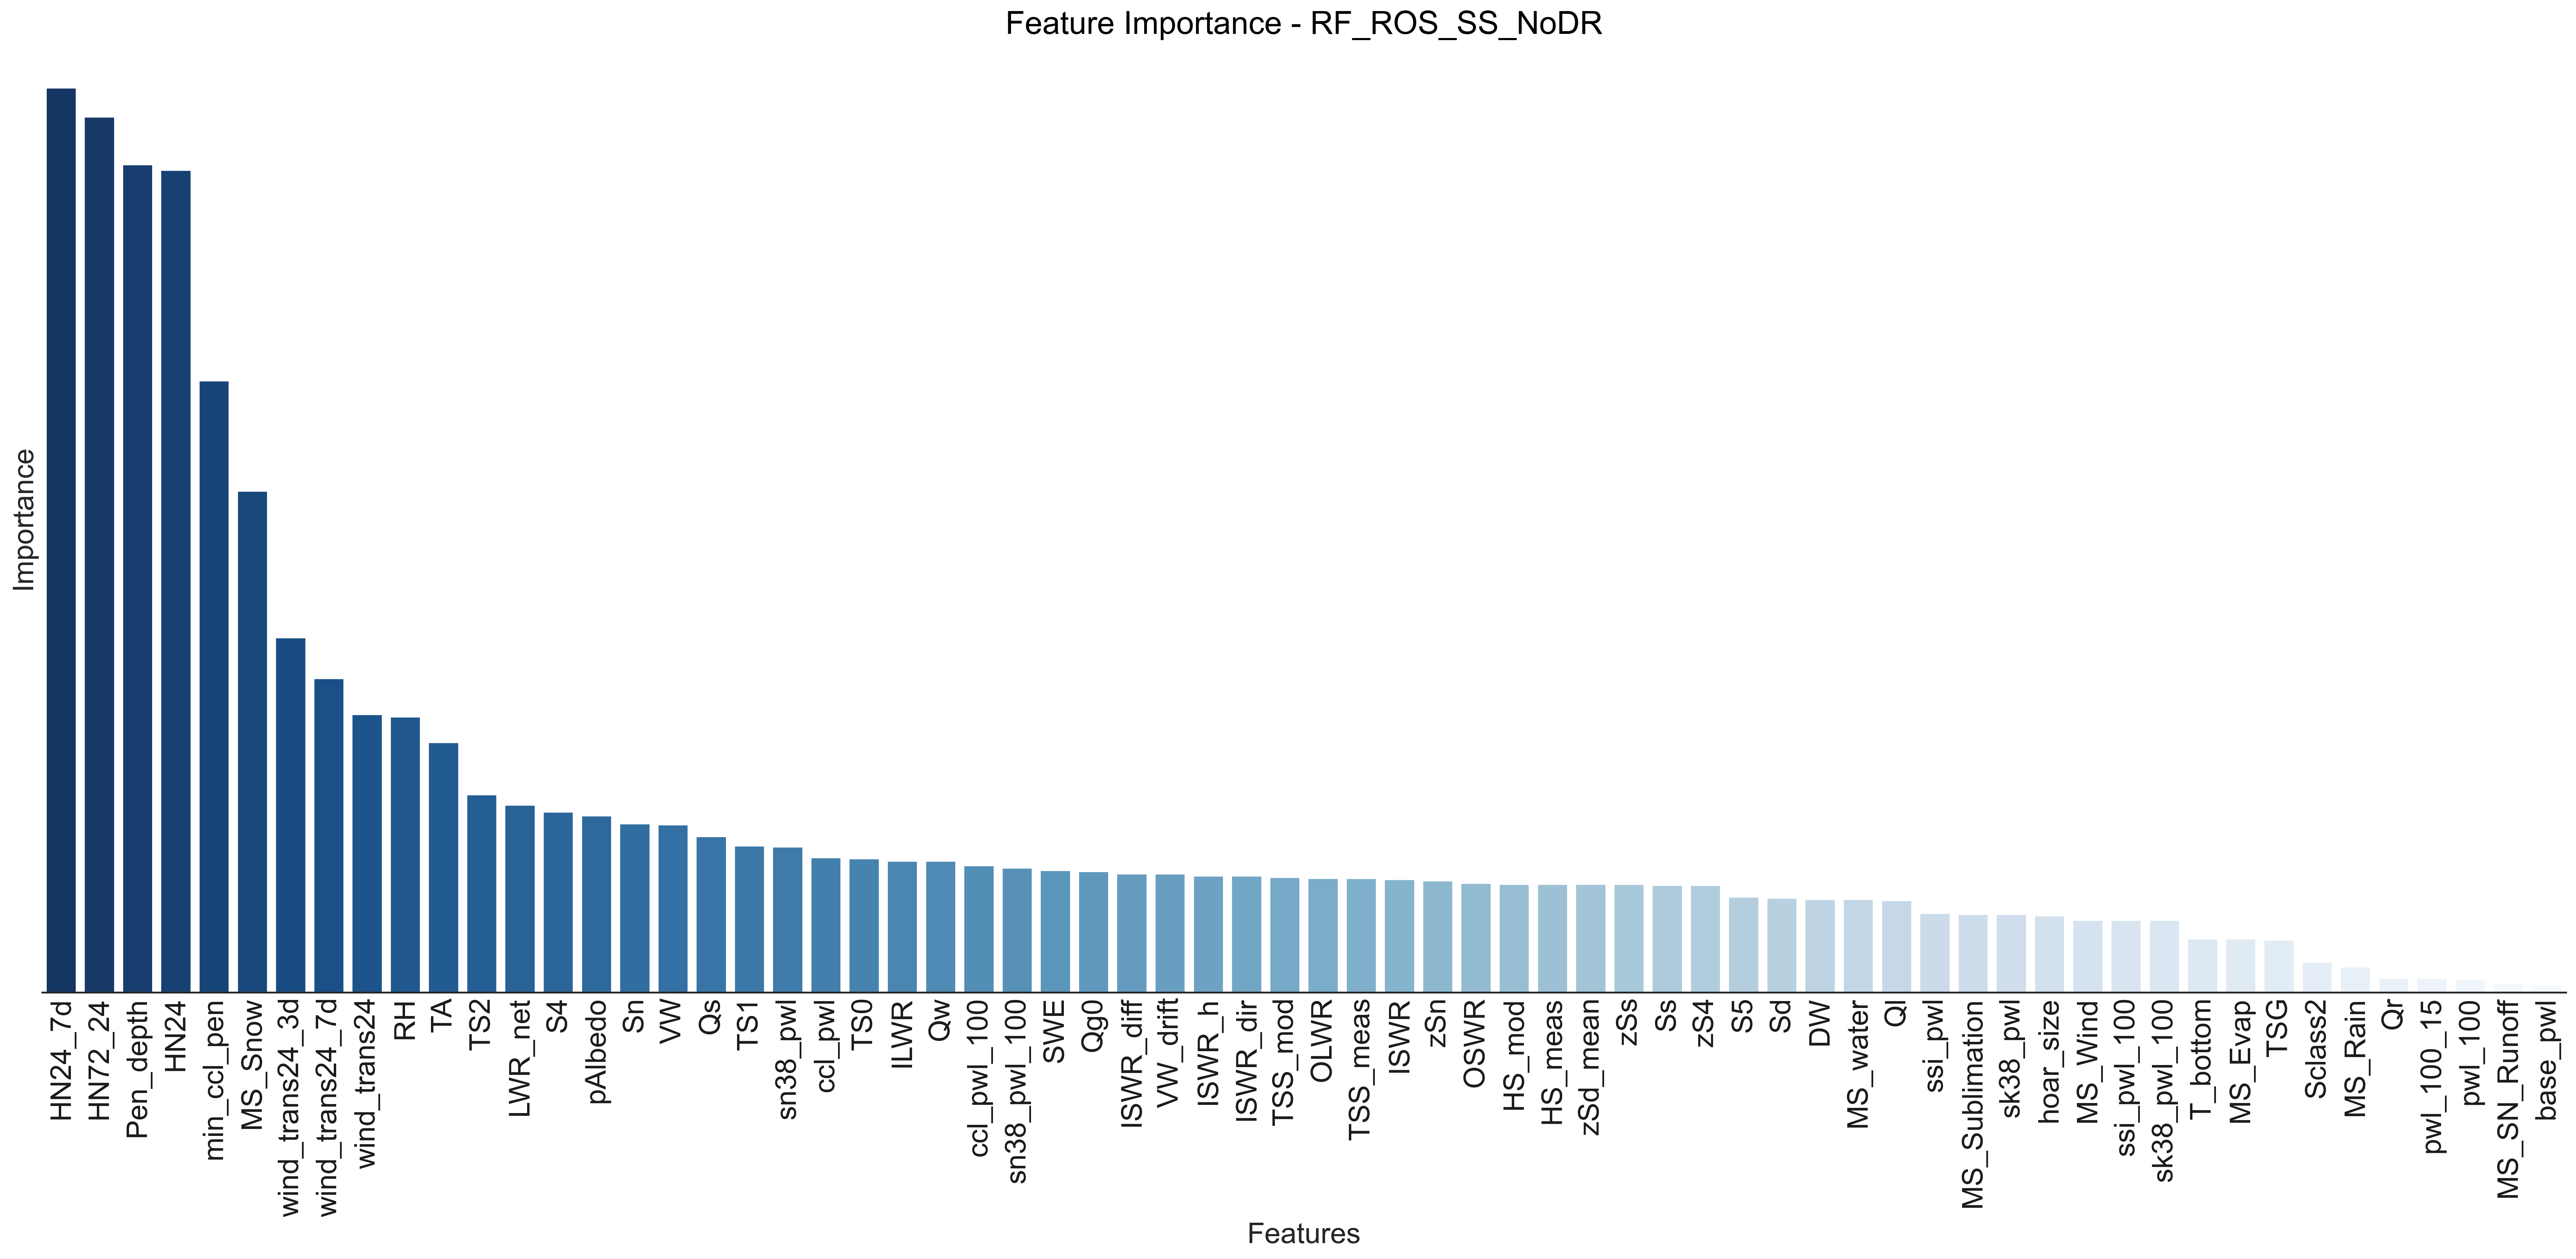 Feature Importance - RF_ROS_SS_NoDR
Importance
HN24_7d
HN72_24
Pen_depth
HN24
min_ccl_pen
MS_Snow
wind_trans24_3d
wind_trans24_7d
wind_trans24
RH
TA
TS2
LWR_net
S4
pAlbedo
Sn
VW
Qs
TS1
sn38_pwl
ccl_pwl
TS0
ILWR
Qw
ccl_pwl_100
sn38_pwl_100
SWE
Qg0
ISWR_diff
VW_drift
ISWR_h
ISWR_dir
TSS_mod
OLWR
TSS_meas
ISWR
zSn
OSWR
HS_mod
HS_meas
zSd_mean
zSs
Ss
zS4
S5
Sd
DW
MS_water
Ql
ssi_pwl
MS_Sublimation
sk38_pwl
hoar_size
MS_Wind
ssi_pwl_100
sk38_pwl_100
T_bottom
MS_Evap
TSG
Sclass2
MS_Rain
Qr
pwl_100_15
pwl_100
MS_SN_Runoff
base_pwl
Features